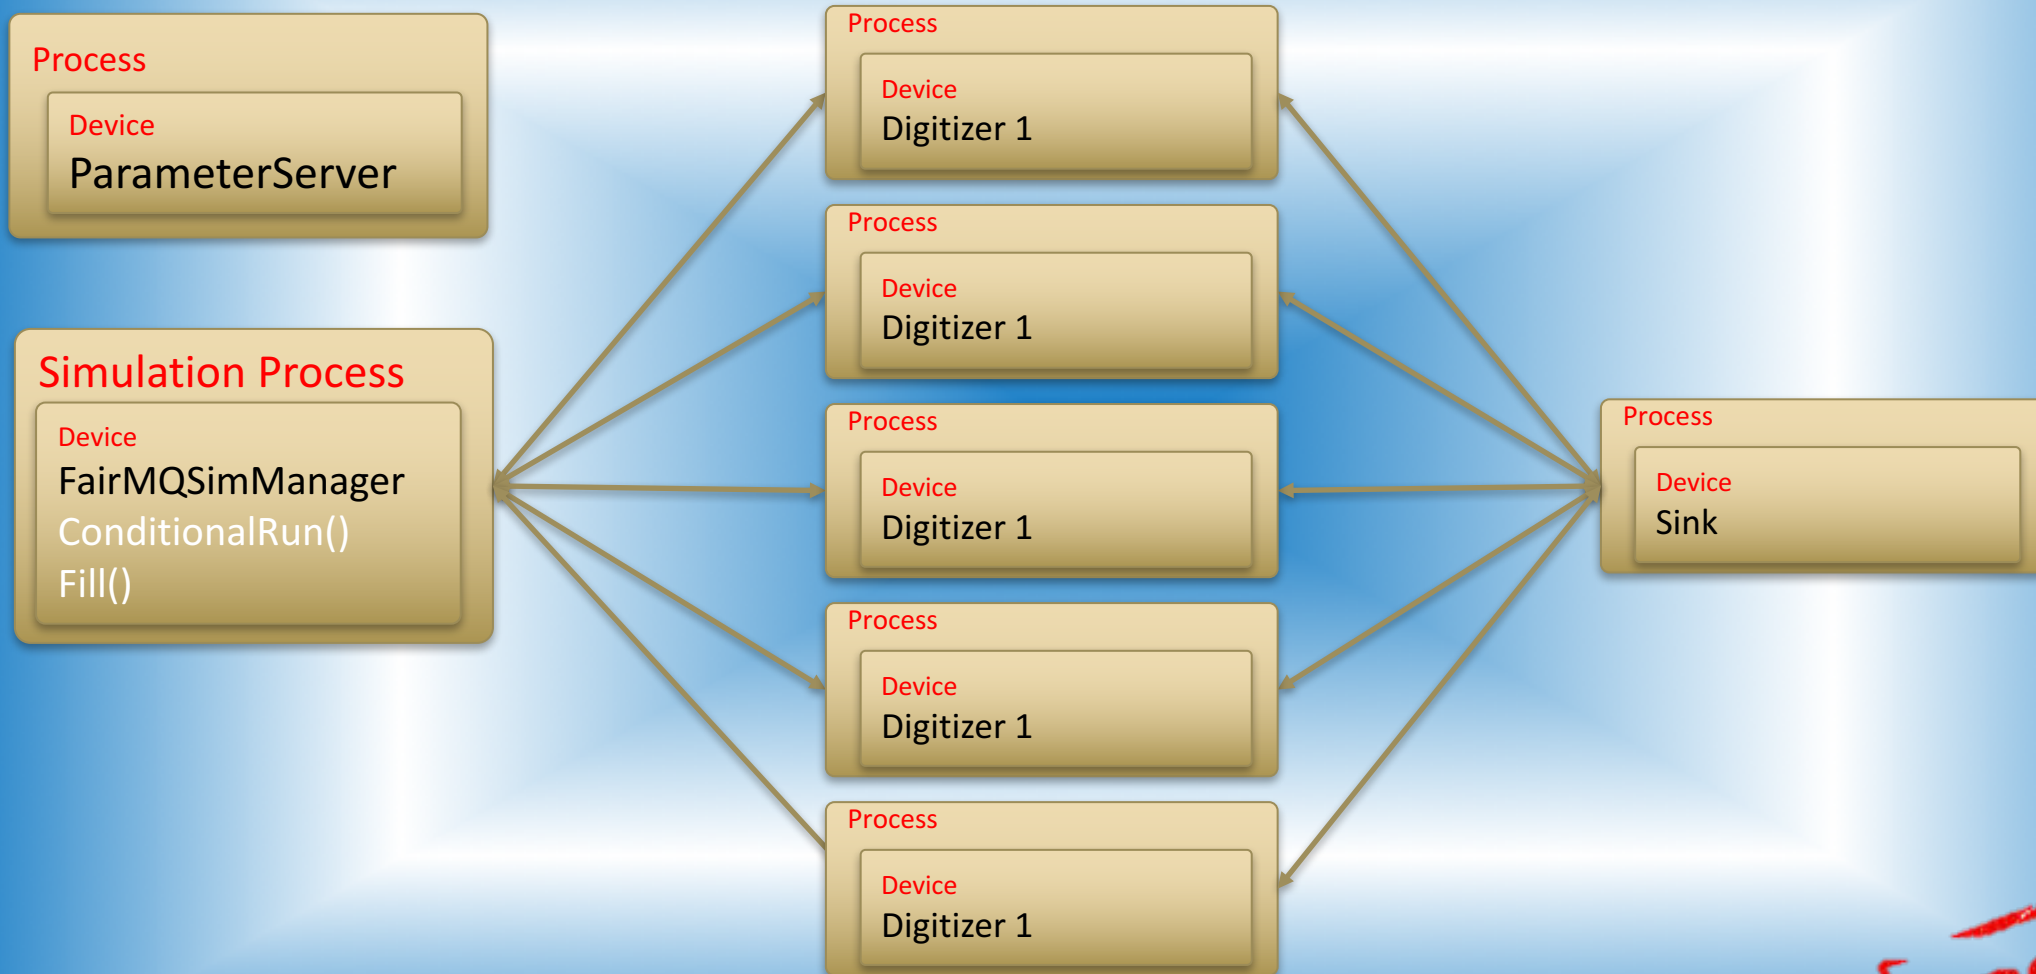 Process
Device
ParameterServer
Simulation Process
Device
FairMQSimManager
ConditionalRun()
Fill()
Process
Device
Digitizer 1
Process
Device
Digitizer 1
Process
Device
Digitizer 1
Process
Device
Digitizer 1
Process
Device
Digitizer 1
Process
Device
Sink